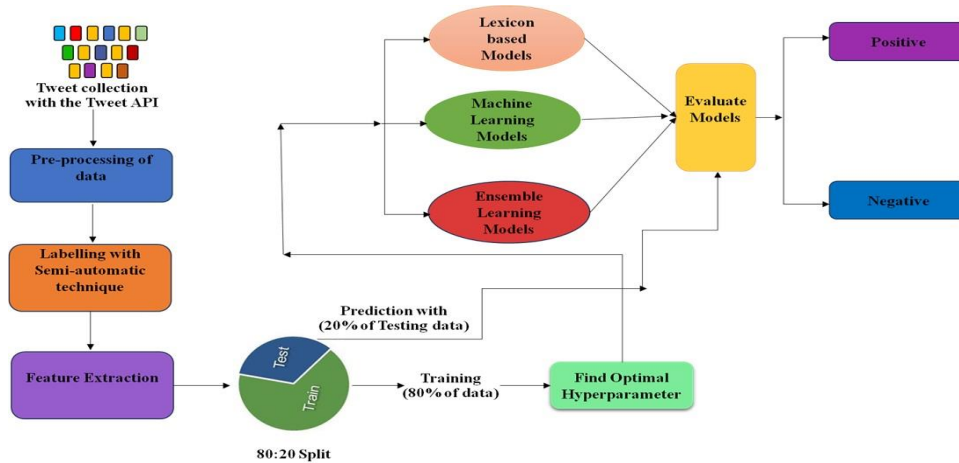 Tweet collection
with the Tweet API
Pre-processing of
data
Labelling with
Semi-automatic
technique
Feature Extraction
Test
Train
80:20 Split
Prediction with
(20% of Testing data)
Training
(80% of data)
Find Optimal
Hyperparameter
Lexicon
based
Models
Machine
Learning
Models
Ensemble
Learning
Models
Evaluate
Models
Positive
Negative